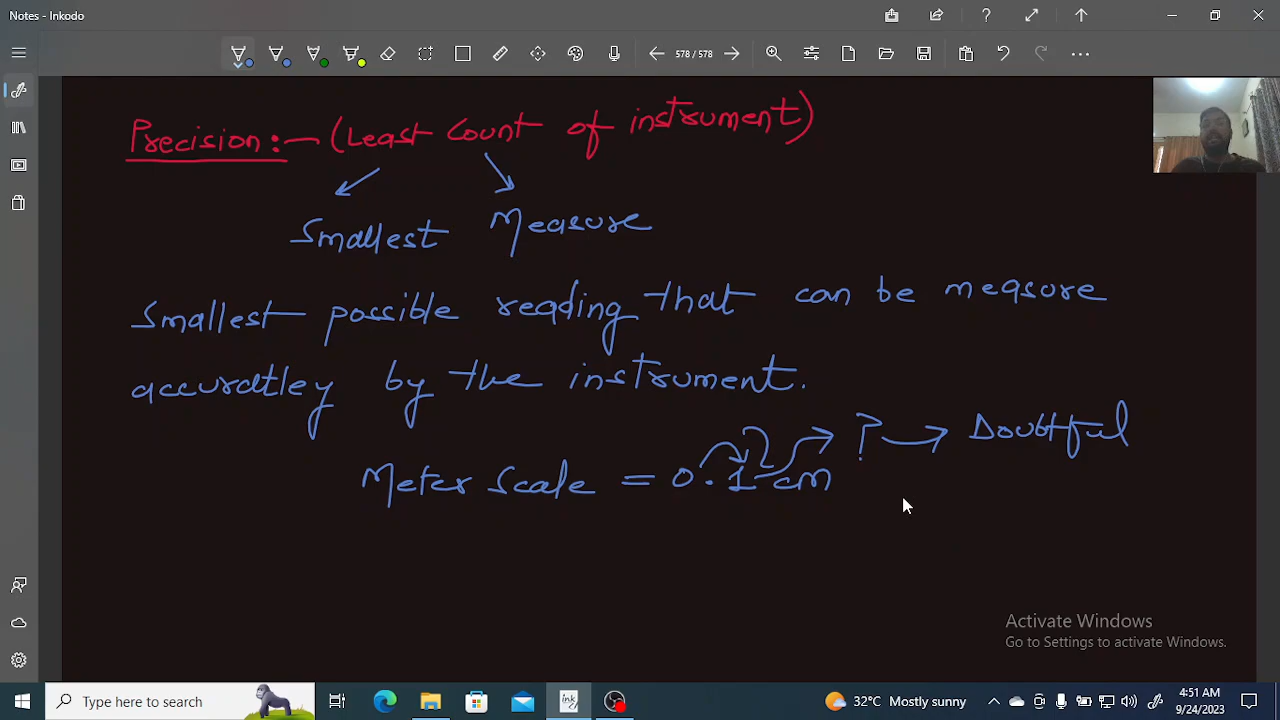 Notes - Inkodo
578 / 578
Precision:- (Least Count of instrument)
Smallest Measure
Smallest possible reading that can be measure
accuratley by the instrument.
? → Doubtful
Meter Scale = 0.1 cm
Activate Windows
Go to Settings to activate Windows.
Type here to search
ink
32°C Mostly sunny
4:51 AM
9/24/2023